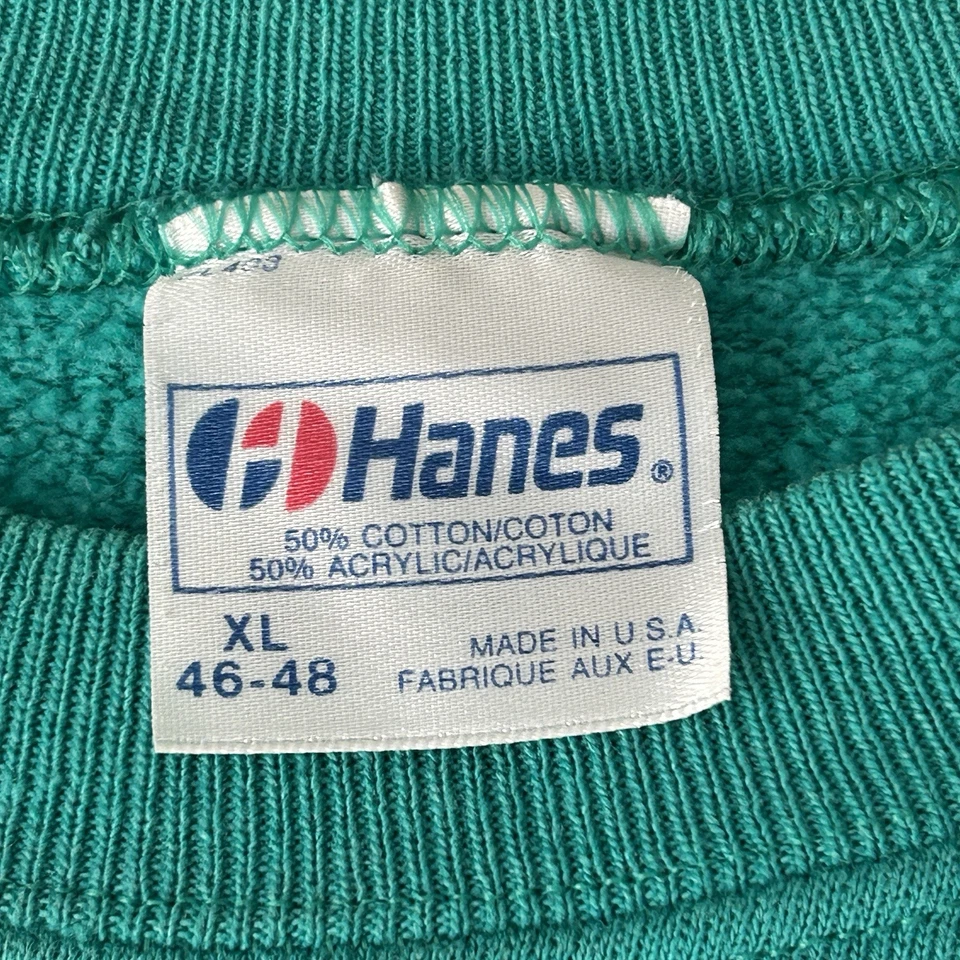 Hanes®
50% COTTON/COTON
50% ACRYLIC/ACRYLIQUE
XL
46-48
MADE IN U S.A.
FABRIQUE AUX E-U.